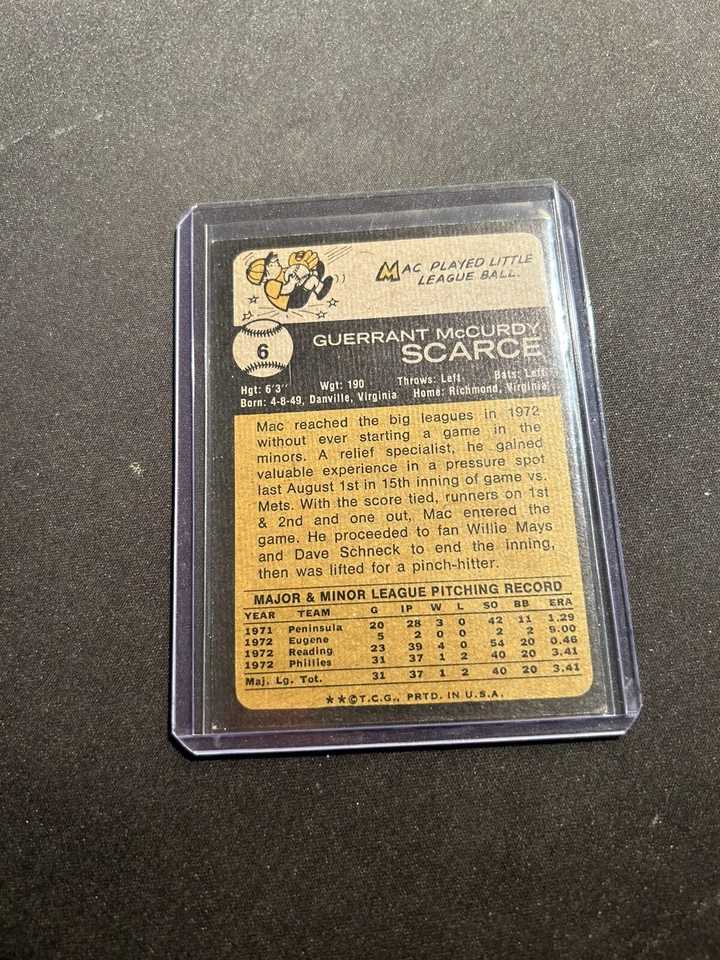 MAC PLAYED LITTLE
LEAGUE BALL.
6
GUERRANT McCURDY
SCARCE
Hgt: 6'3" Wgt: 190 Throws: Left Bats: Left
Born: 4-8-49, Danville, Virginia Home: Richmond, Virginia
Mac reached the big leagues in 1972
without ever starting a game in the
minors. A relief specialist, he gained
valuable experience in a pressure spot
last August 1st in 15th inning of game vs.
Mets. With the score tied, runners on 1st
& 2nd and one out, Mac entered the
game. He proceeded to fan Willie Mays
and Dave Schneck to end the inning,
then was lifted for a pinch-hitter.
MAJOR & MINOR LEAGUE PITCHING RECORD
YEAR TEAM G IP W L SO BB ERA
1971 Peninsula 20 28 3 0 42 11 1.29
1972 Eugene 5 2 0 0 2 2 9.00
1972 Reading 23 39 4 0 54 20 0.46
1972 Phillies 31 37 1 2 40 20 3.41
Maj. Lg. Tot. 31 37 1 2 40 20 3.41
**©T.C.G., PRTD. IN U.S.A.